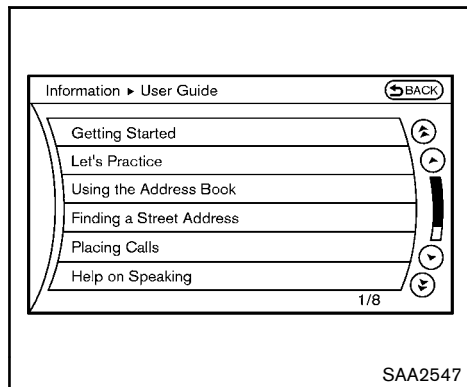 Information ▸ User Guide
BACK
Getting Started
Let's Practice
Using the Address Book
Finding a Street Address
Placing Calls
Help on Speaking
1/8
SAA2547